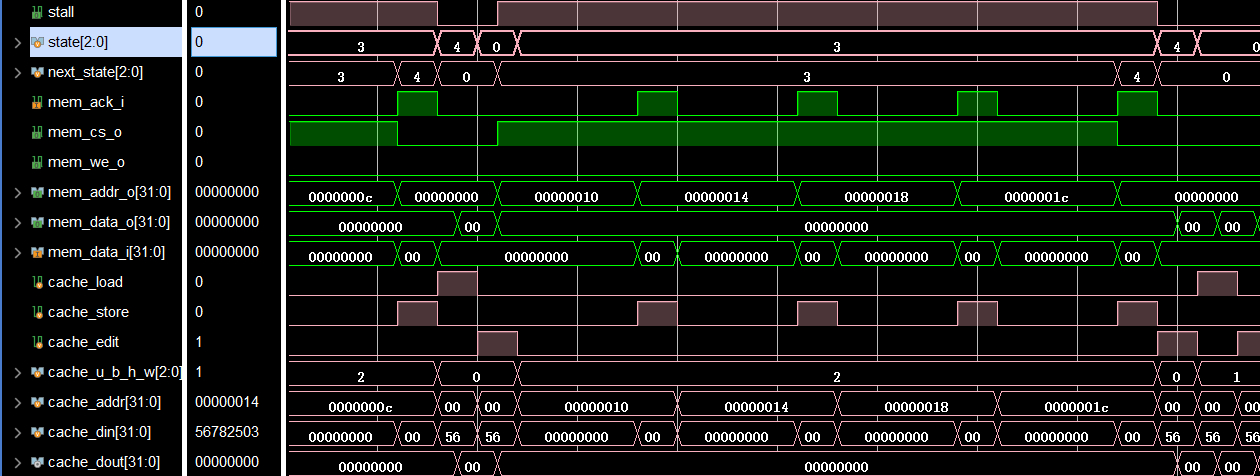 stall 0
state[2:0] 0 3 4 0 3 4 0
next_state[2:0] 0 3 4 0 3 4 0
mem_ack_i 0
mem_cs_o 0
mem_we_o 0
mem_addr_o[31:0] 00000000 0000000c 00000000 00000010 00000014 00000018 0000001c 00000000
mem_data_o[31:0] 00000000 00000000 00 00000000 00 00
mem_data_i[31:0] 00000000 00000000 00 00000000 00 00000000 00 00000000 00 00000000 00
cache_load 0
cache_store 0
cache_edit 1
cache_u_b_h_w[2:0] 1 2 0 2 0 1
cache_addr[31:0] 00000014 0000000c 00 00 00000010 00000014 00000018 0000001c 00 00 00
cache_din[31:0] 56782503 00000000 00 56 56 00000000 00 00000000 00 00000000 00 00000000 00 56 56 56
cache_dout[31:0] 00000000 00000000 00 00000000 00 00